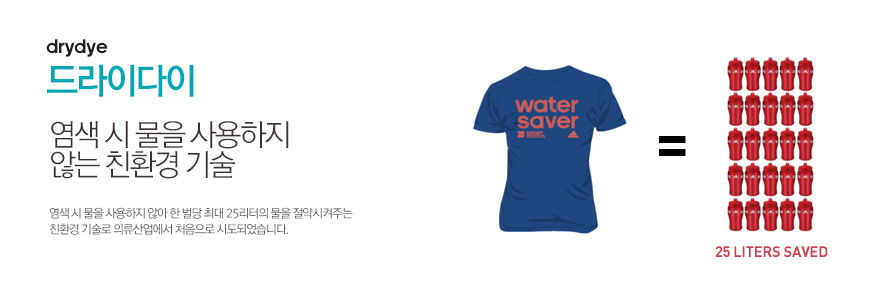 drydye
드라이다이
염색 시 물을 사용하지
않는 친환경 기술
염색 시 물을 사용하지 않아 한 벌당 최대 25리터의 물을 절약시켜주는
친환경 기술로 의류산업에서 처음으로 시도되었습니다.
water
saver
=
25 LITERS SAVED